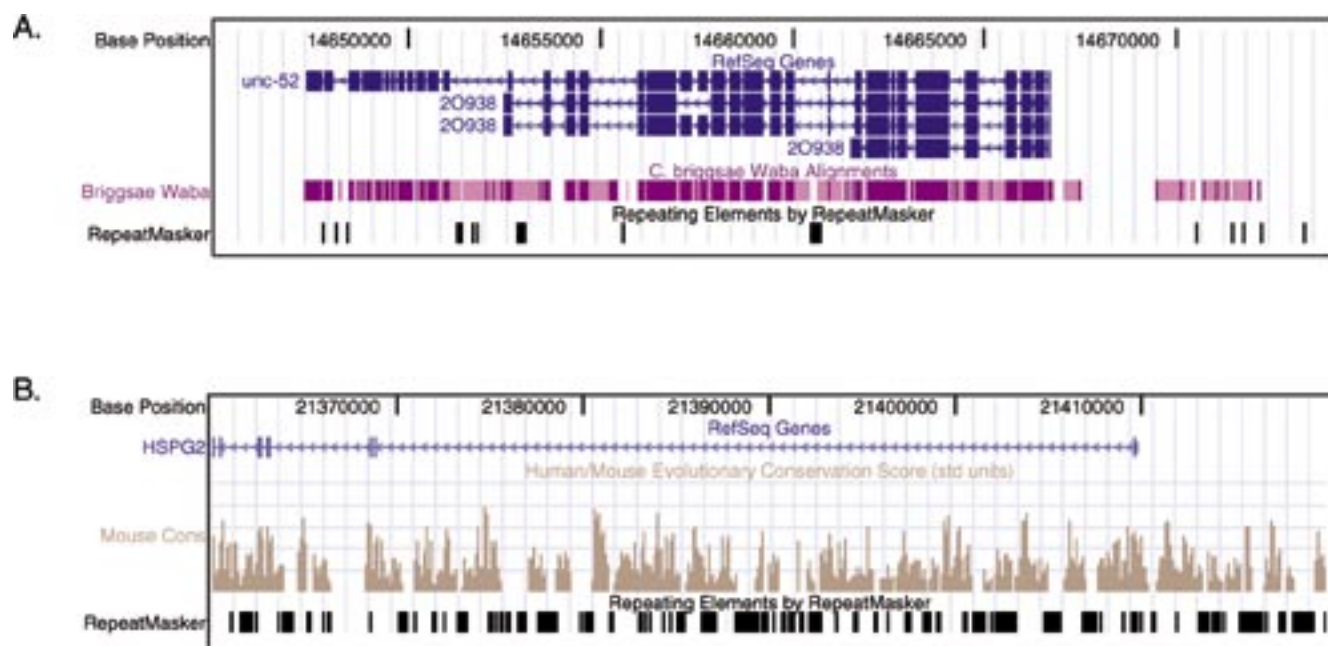 A.
Base Position 14650000 14655000 14660000 14665000 14670000
RefSeq Genes
unc-52
2O938
2O938
2O938
C. briggsae Waba Alignments
Briggsae Waba
Repeating Elements by RepeatMasker
RepeatMasker
B.
Base Position 21370000 21380000 21390000 21400000 21410000
RefSeq Genes
HSPG2
Human/Mouse Evolutionary Conservation Score (std units)
Mouse Cons
Repeating Elements by RepeatMasker
RepeatMasker